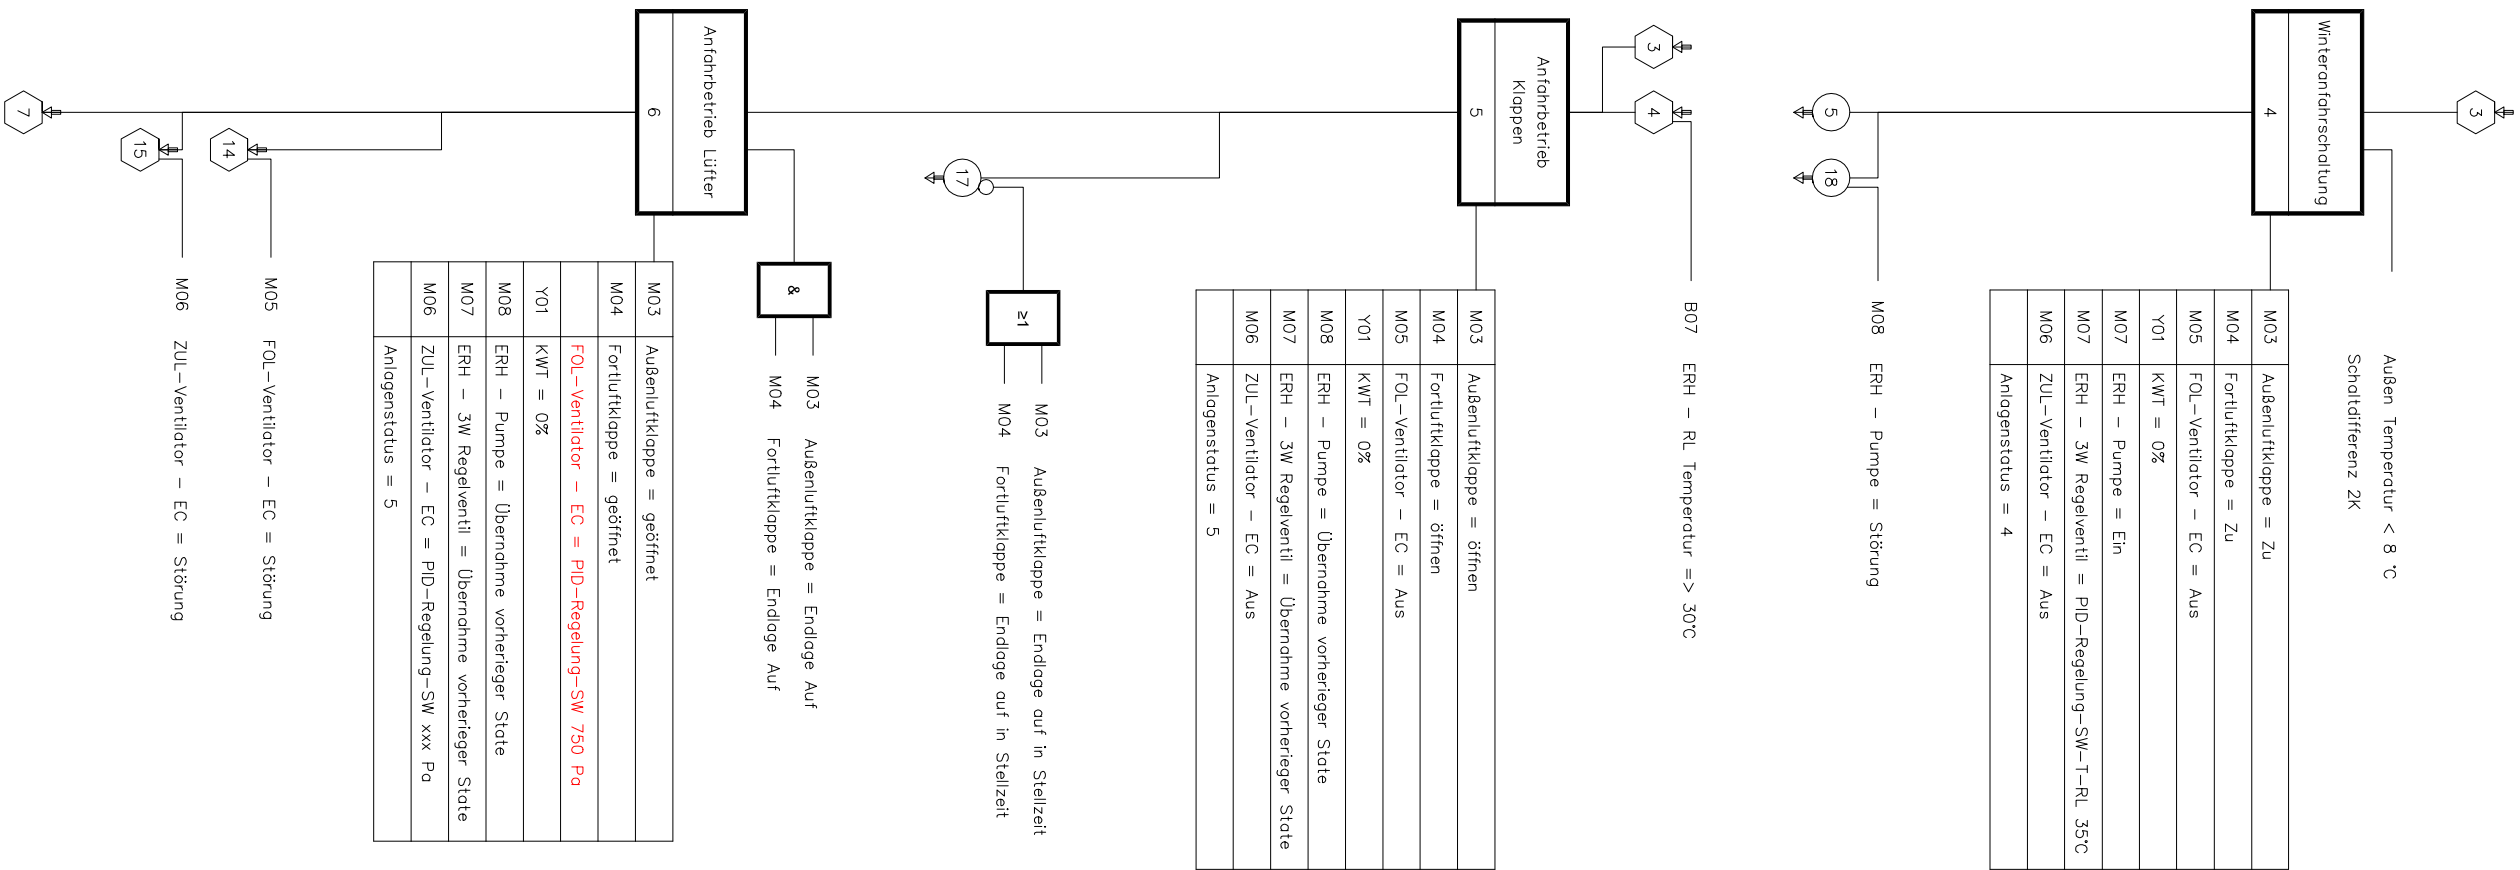 3
Winteranfahrschaltung
4
Außen Temperatur < 8 °C
Schaltdifferenz 2K
M03 Außenluftklappe = Zu
M04 Fortluftklappe = Zu
M05 FOL-Ventilator - EC = Aus
Y01 KWT = 0%
M07 ERH - Pumpe = Ein
M07 ERH - 3W Regelventil = PID-Regelung-SW-T-RL 35°C
M06 ZUL-Ventilator - EC = Aus
Anlagenstatus = 4
5
18
M08 ERH - Pumpe = Störung
3
4
B07 ERH - RL Temperatur => 30°C
Anfahrbetrieb
Klappen
5
M03 Außenluftklappe = öffnen
M04 Fortluftklappe = öffnen
M05 FOL-Ventilator - EC = Aus
Y01 KWT = 0%
M08 ERH - Pumpe = Übernahme vorherieger State
M07 ERH - 3W Regelventil = Übernahme vorherieger State
M06 ZUL-Ventilator - EC = Aus
Anlagenstatus = 5
17
≥1
M03 Außenluftklappe = Endlage auf in Stellzeit
M04 Fortluftklappe = Endlage auf in Stellzeit
&
M03 Außenluftklappe = Endlage Auf
M04 Fortluftklappe = Endlage Auf
Anfahrbetrieb Lüfter
6
M03 Außenluftklappe = geöffnet
M04 Fortluftklappe = geöffnet
FOL-Ventilator - EC = PID-Regelung-SW 750 Pa
Y01 KWT = 0%
M08 ERH - Pumpe = Übernahme vorherieger State
M07 ERH - 3W Regelventil = Übernahme vorherieger State
M06 ZUL-Ventilator - EC = PID-Regelung-SW xxx Pa
Anlagenstatus = 5
14
M05 FOL-Ventilator - EC = Störung
15
M06 ZUL-Ventilator - EC = Störung
7